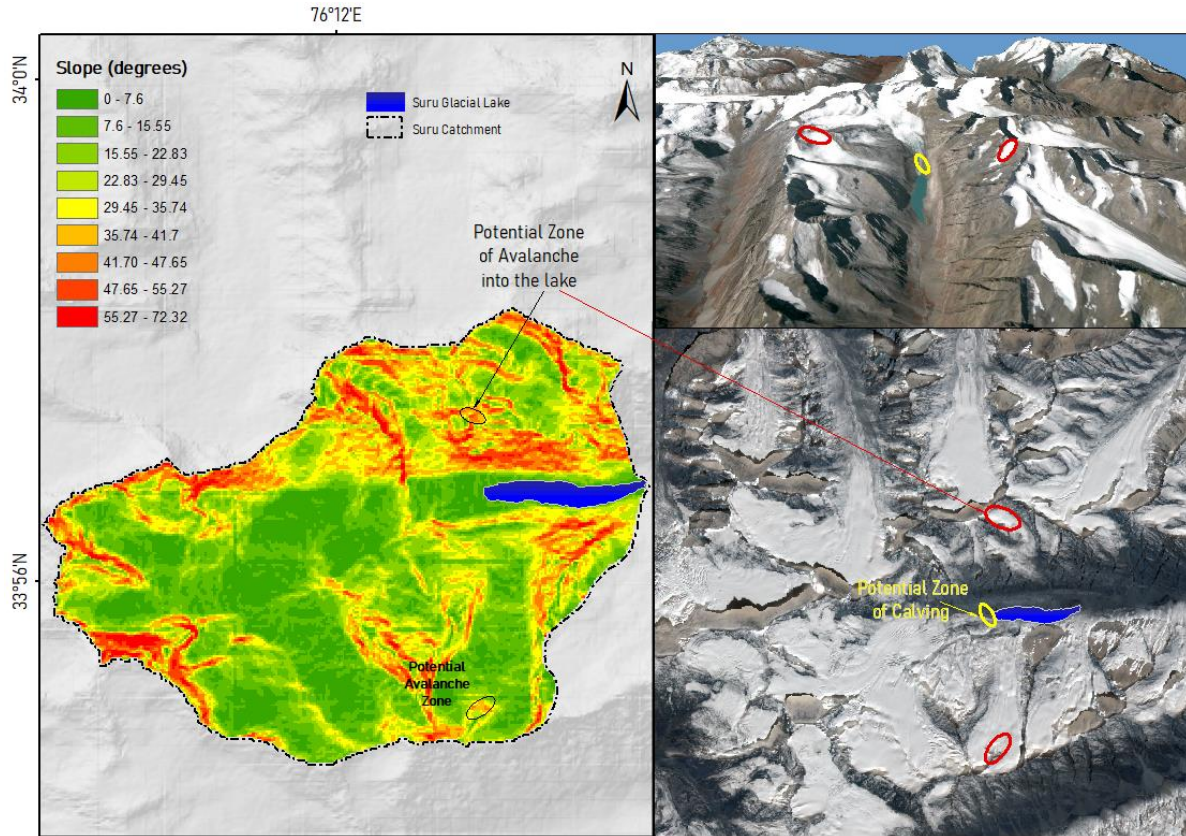 76°12'E
34°0'N
33°56'N
Slope (degrees)
0 - 7.6
7.6 - 15.55
15.55 - 22.83
22.83 - 29.45
29.45 - 35.74
35.74 - 41.7
41.70 - 47.65
47.65 - 55.27
55.27 - 72.32
Suru Glacial Lake
Suru Catchment
N
Potential Zone
of Avalanche
into the lake
Potential
Avalanche
Zone
Potential Zone
of Calving